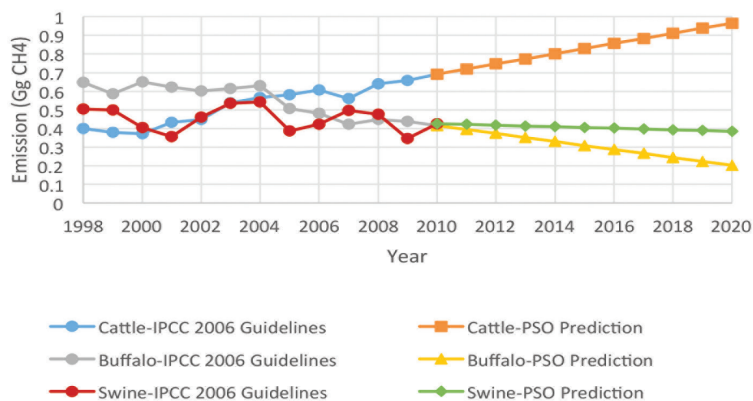 Emission (Gg CH4)
1
0.9
0.8
0.7
0.6
0.5
0.4
0.3
0.2
0.1
0
1998 2000 2002 2004 2006 2008 2010 2012 2014 2016 2018 2020
Year
Cattle-IPCC 2006 Guidelines Cattle-PSO Prediction
Buffalo-IPCC 2006 Guidelines Buffalo-PSO Prediction
Swine-IPCC 2006 Guidelines Swine-PSO Prediction